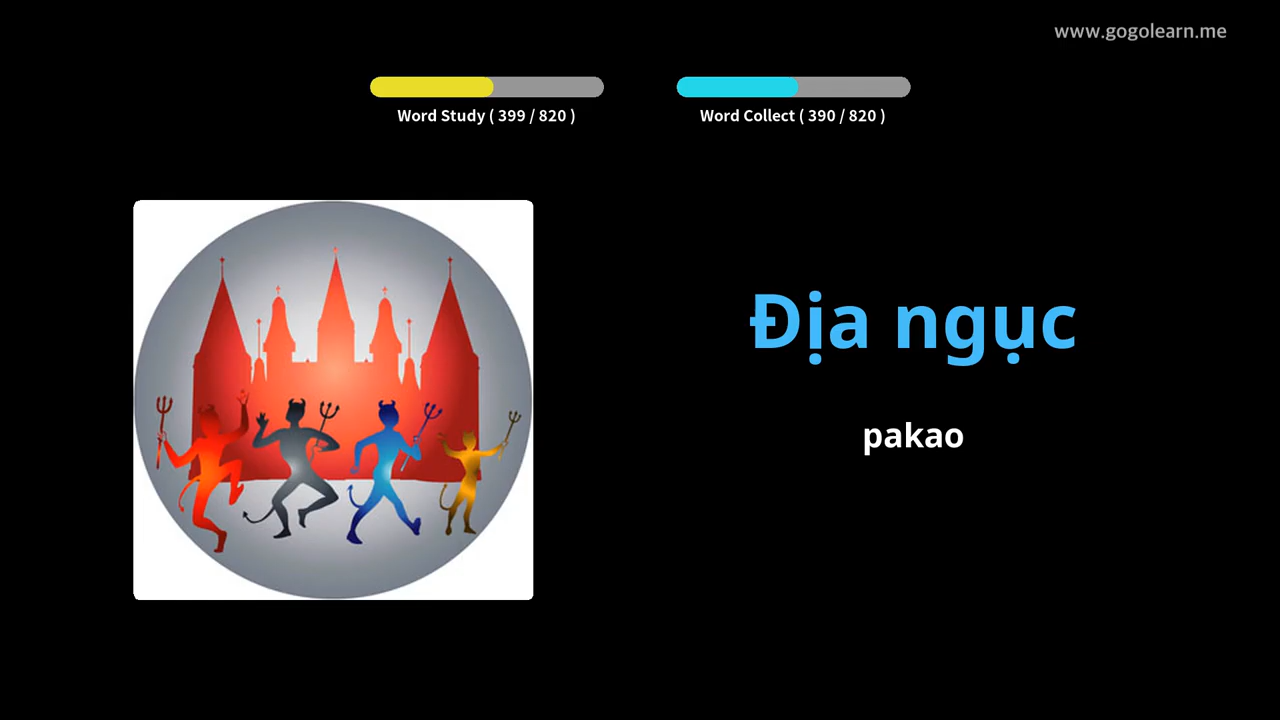 www.gogolearn.me
Word Study ( 399 / 820 )
Word Collect ( 390 / 820 )
Địa ngục
pakao